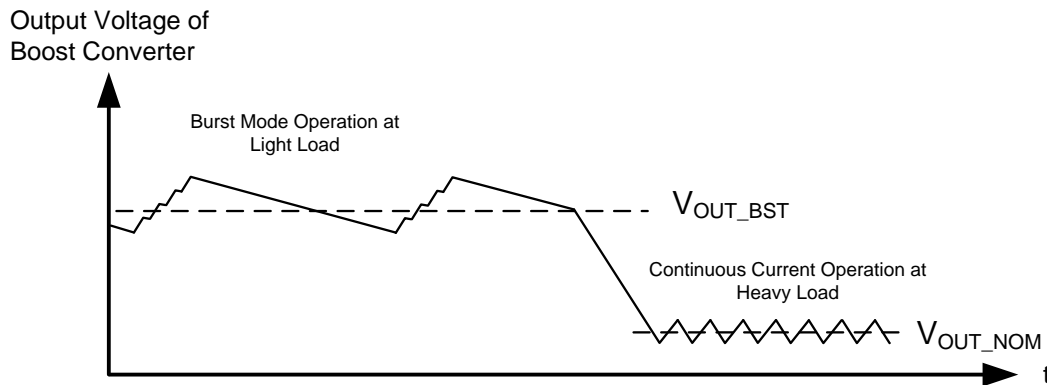 Output Voltage of
Boost Converter
Burst Mode Operation at
Light Load
VOUT_BST
Continuous Current Operation at
Heavy Load
VOUT_NOM
t